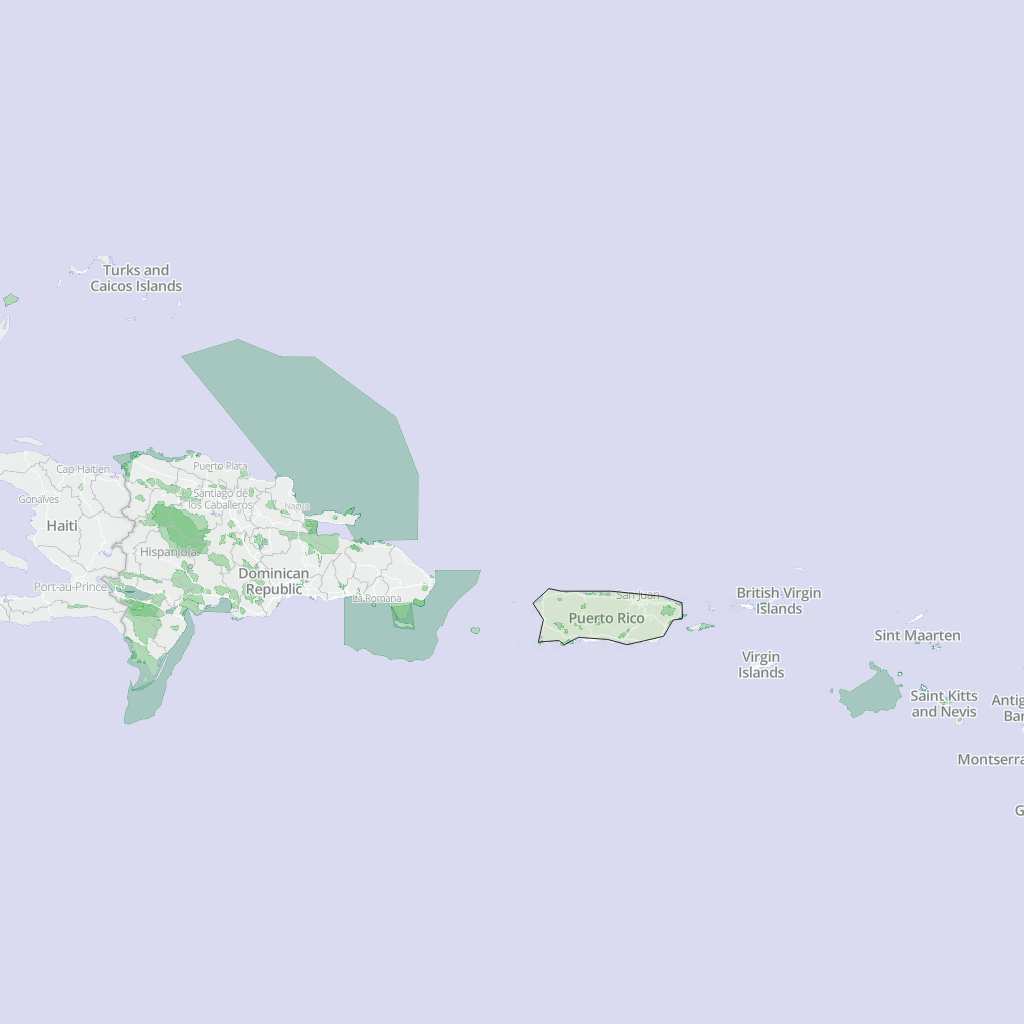 Turks and
Caicos Islands
Cap-Haïtien
Puerto Plata
Gonaïves
Santiago de
los Caballeros
Nagua
Haiti
Hispaniola
Dominican
Republic
Port-au-Prince
La Romana
San Juan
Puerto Rico
British Virgin
Islands
Sint Maarten
Virgin
Islands
Saint Kitts
and Nevis
Antig
Bar
Montserra
G